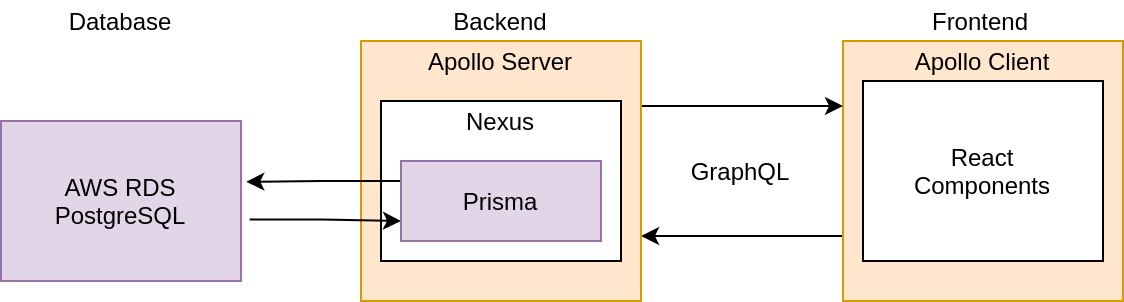 Database
Backend
Frontend
Apollo Server
Apollo Client
Nexus
AWS RDS
PostgreSQL
Prisma
GraphQL
React
Components